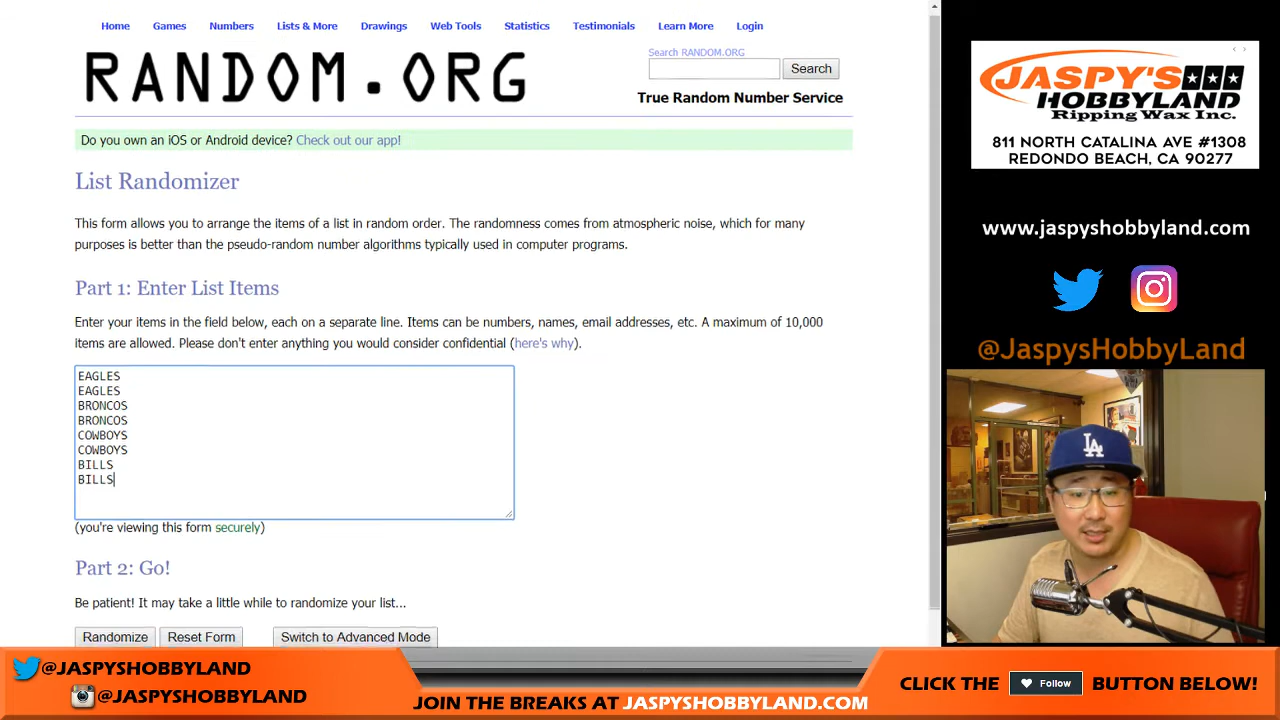 Home Games Numbers Lists & More Drawings Web Tools Statistics Testimonials Learn More Login
RANDOM.ORG
Search RANDOM.ORG
Search
True Random Number Service
Do you own an iOS or Android device? Check out our app!
List Randomizer
This form allows you to arrange the items of a list in random order. The randomness comes from atmospheric noise, which for many
purposes is better than the pseudo-random number algorithms typically used in computer programs.
Part 1: Enter List Items
Enter your items in the field below, each on a separate line. Items can be numbers, names, email addresses, etc. A maximum of 10,000
items are allowed. Please don't enter anything you would consider confidential (here's why).
EAGLES
EAGLES
BRONCOS
BRONCOS
COWBOYS
COWBOYS
BILLS
BILLS
(you're viewing this form securely)
Part 2: Go!
Be patient! It may take a little while to randomize your list...
Randomize Reset Form Switch to Advanced Mode
JASPY'S
HOBBYLAND
Ripping Wax Inc.
811 NORTH CATALINA AVE #1308
REDONDO BEACH, CA 90277
www.jaspyshobbyland.com
@JaspysHobbyLand
LA
@JASPYSHOBBYLAND
@JASPYSHOBBYLAND
JOIN THE BREAKS AT JASPYSHOBBYLAND.COM
CLICK THE Follow BUTTON BELOW!